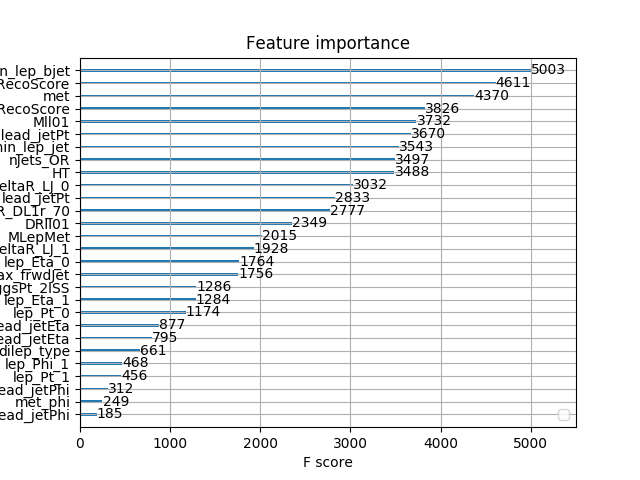 Feature importance
n_lep_bjet 5003
RecoScore 4611
met 4370
RecoScore 3826
Mll01 3732
lead_jetPt 3670
nin_lep_jet 3543
nJets_OR 3497
HT 3488
eltaR_LJ_0 3032
lead_jetPt 2833
R_DL1r_70 2777
DRll01 2349
MLepMet 2015
eltaR_LJ_1 1928
lep_Eta_0 1764
ax_frwdjet 1756
ggsPt_2lSS 1286
lep_Eta_1 1284
lep_Pt_0 1174
ead_jetEta 877
ead_jetEta 795
dilep_type 661
lep_Phi_1 468
lep_Pt_1 456
ead_jetPhi 312
met_phi 249
ead_jetPhi 185
0 1000 2000 3000 4000 5000
F score